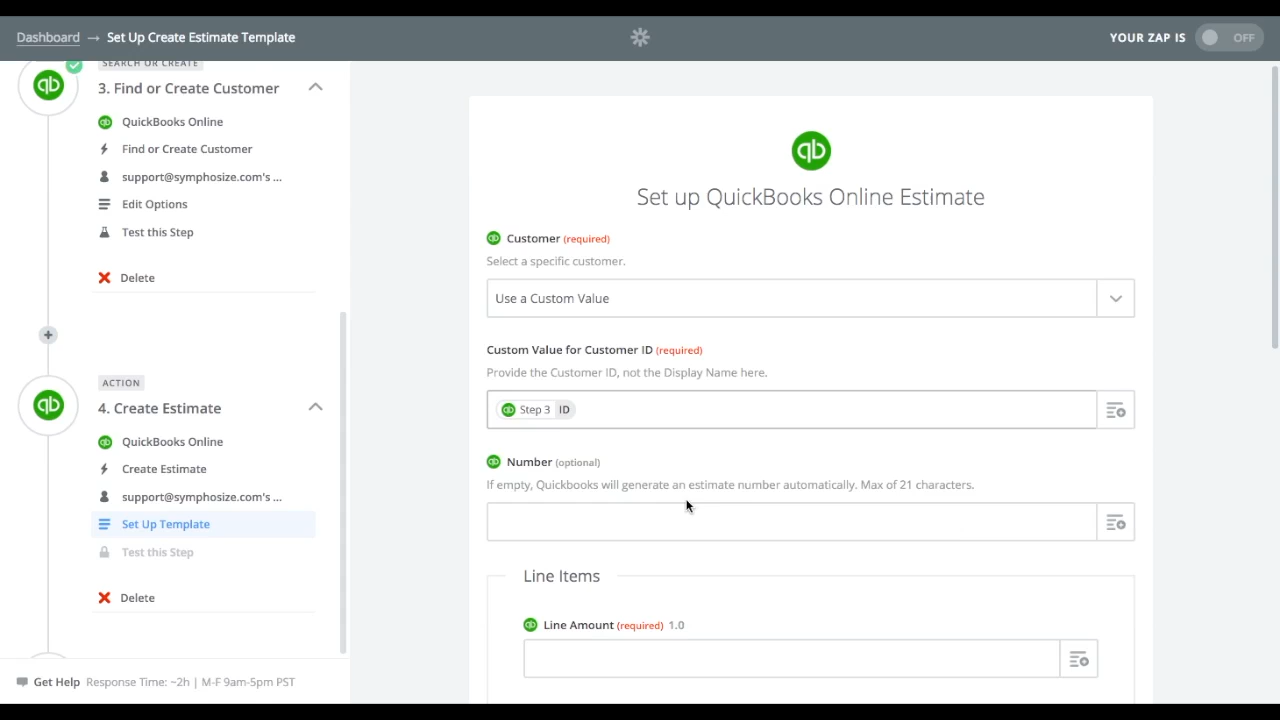 Dashboard → Set Up Create Estimate Template
YOUR ZAP IS OFF
SEARCH OR CREATE
3. Find or Create Customer
QuickBooks Online
Find or Create Customer
support@symphosize.com's ...
Edit Options
Test this Step
Delete
ACTION
4. Create Estimate
QuickBooks Online
Create Estimate
support@symphosize.com's ...
Set Up Template
Test this Step
Delete
Get Help Response Time: ~2h | M-F 9am-5pm PST
Set up QuickBooks Online Estimate
Customer (required)
Select a specific customer.
Use a Custom Value
Custom Value for Customer ID (required)
Provide the Customer ID, not the Display Name here.
Step 3 ID
Number (optional)
If empty, Quickbooks will generate an estimate number automatically. Max of 21 characters.
Line Items
Line Amount (required) 1.0